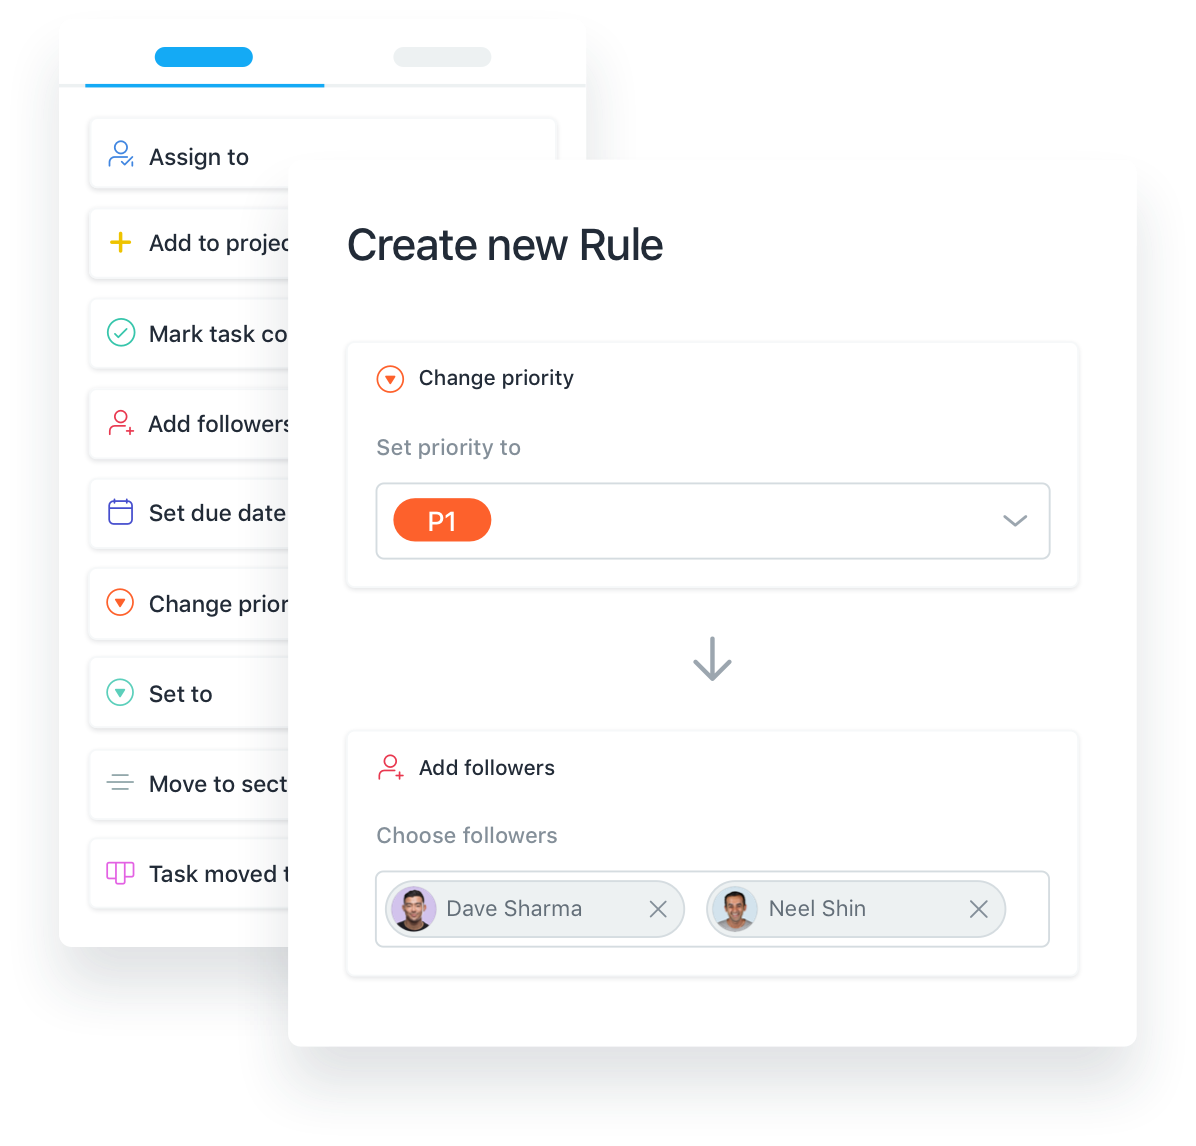 Assign to
Add to projec
Mark task co
Add followers
Set due date
Change prior
Set to
Move to sect
Task moved t
Create new Rule
Change priority
Set priority to
P1
Add followers
Choose followers
Dave Sharma
Neel Shin